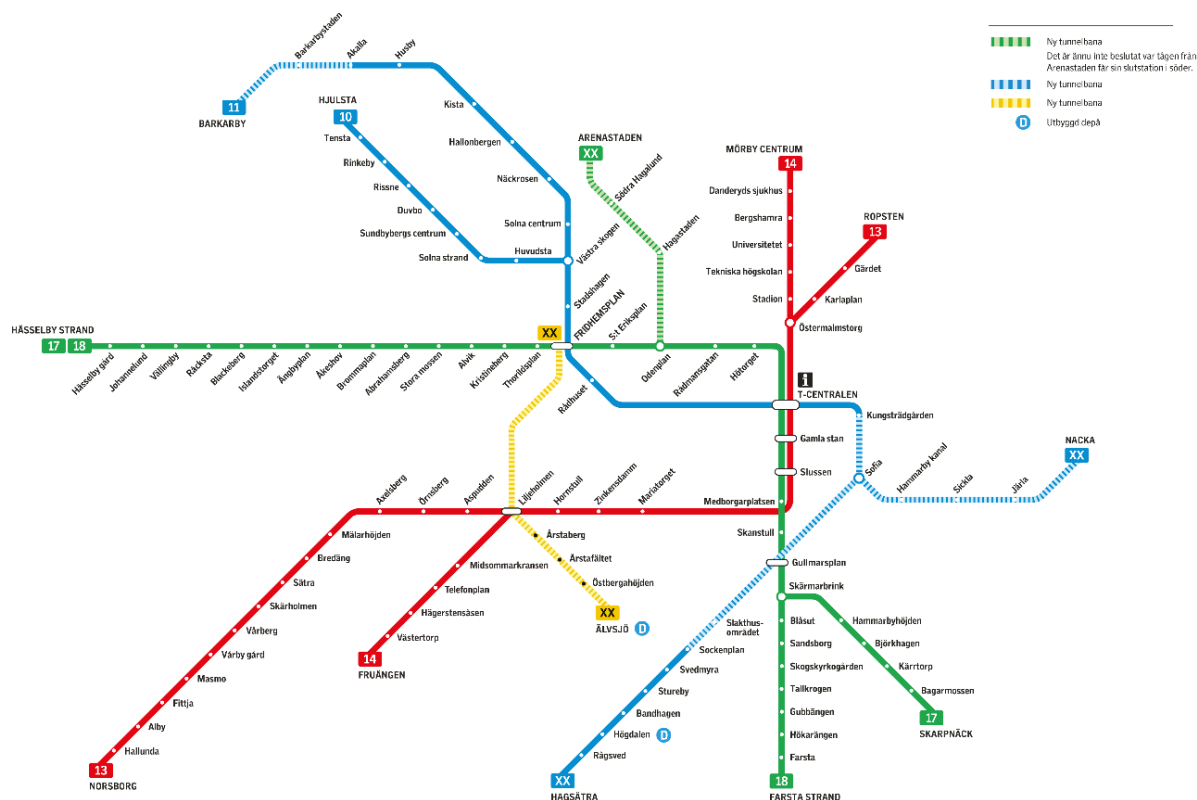 Ny tunnelbana
Det är ännu inte beslutat var tågen från
Arenastaden får sin slutstation i söder.
Ny tunnelbana
Ny tunnelbana
D
Utbyggd depå
Barkarbystaden
Akalla
Husby
11
BARKARBY
Kista
Hallonbergen
Näckrosen
Solna centrum
Västra skogen
HJULSTA
10
Tensta
Rinkeby
Rissne
Duvbo
Sundbybergs centrum
Solna strand
Huvudsta
Stadshagen
ARENASTADEN
XX
Södra Hagalund
Hagastaden
MÖRBY CENTRUM
14
Danderyds sjukhus
Bergshamra
Universitetet
Tekniska högskolan
Stadion
ROPSTEN
13
Gärdet
Karlaplan
Östermalmstorg
HÄSSELBY STRAND
17
18
Hässelby gård
Johannelund
Vällingby
Råcksta
Blackeberg
Islandstorget
Ängbyplan
Åkeshov
Brommaplan
Abrahamsberg
Stora mossen
Alvik
Kristineberg
Thorildsplan
XX
FRIDHEMSPLAN
S:t Eriksplan
Odenplan
Rådmansgatan
Hötorget
Rådhuset
i
T-CENTRALEN
Kungsträdgården
Gamla stan
Slussen
Sofia
Hammarby kanal
Sickla
Järla
NACKA
XX
Medborgarplatsen
Skanstull
Gullmarsplan
Skärmarbrink
Axelsberg
Örnsberg
Aspudden
Liljeholmen
Hornstull
Zinkensdamm
Mariatorget
Mälarhöjden
Bredäng
Sätra
Skärholmen
Vårberg
Vårby gård
Masmo
Fittja
Alby
Hallunda
13
NORSBORG
Midsommarkransen
Telefonplan
Hägerstensåsen
Västertorp
14
FRUÄNGEN
Årstaberg
Årstafältet
Östbergahöjden
XX
ÄLVSJÖ
D
Slakthus-
området
Sockenplan
Svedmyra
Stureby
Bandhagen
Högdalen
D
Rågsved
XX
HAGSÄTRA
Blåsut
Sandsborg
Skogskyrkogården
Tallkrogen
Gubbängen
Hökarängen
Farsta
18
FARSTA STRAND
Hammarbyhöjden
Björkhagen
Kärrtorp
Bagarmossen
17
SKARPNÄCK